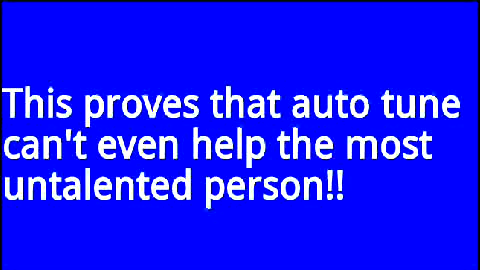 This proves that auto tune
can't even help the most
untalented person!!